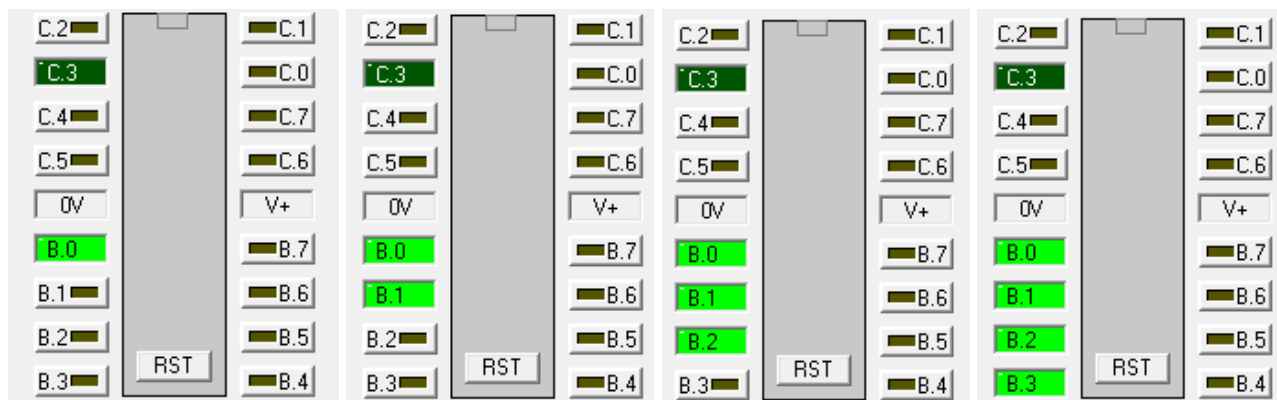 C.2 C.1 C.2 C.1 C.2 C.1 C.2 C.1
C.3 C.0 C.3 C.0 C.3 C.0 C.3 C.0
C.4 C.7 C.4 C.7 C.4 C.7 C.4 C.7
C.5 C.6 C.5 C.6 C.5 C.6 C.5 C.6
0V V+ 0V V+ 0V V+ 0V V+
B.0 B.7 B.0 B.7 B.0 B.7 B.0 B.7
B.1 B.6 B.1 B.6 B.1 B.6 B.1 B.6
B.2 B.5 B.2 B.5 B.2 B.5 B.2 B.5
RST RST RST RST
B.3 B.4 B.3 B.4 B.3 B.4 B.3 B.4